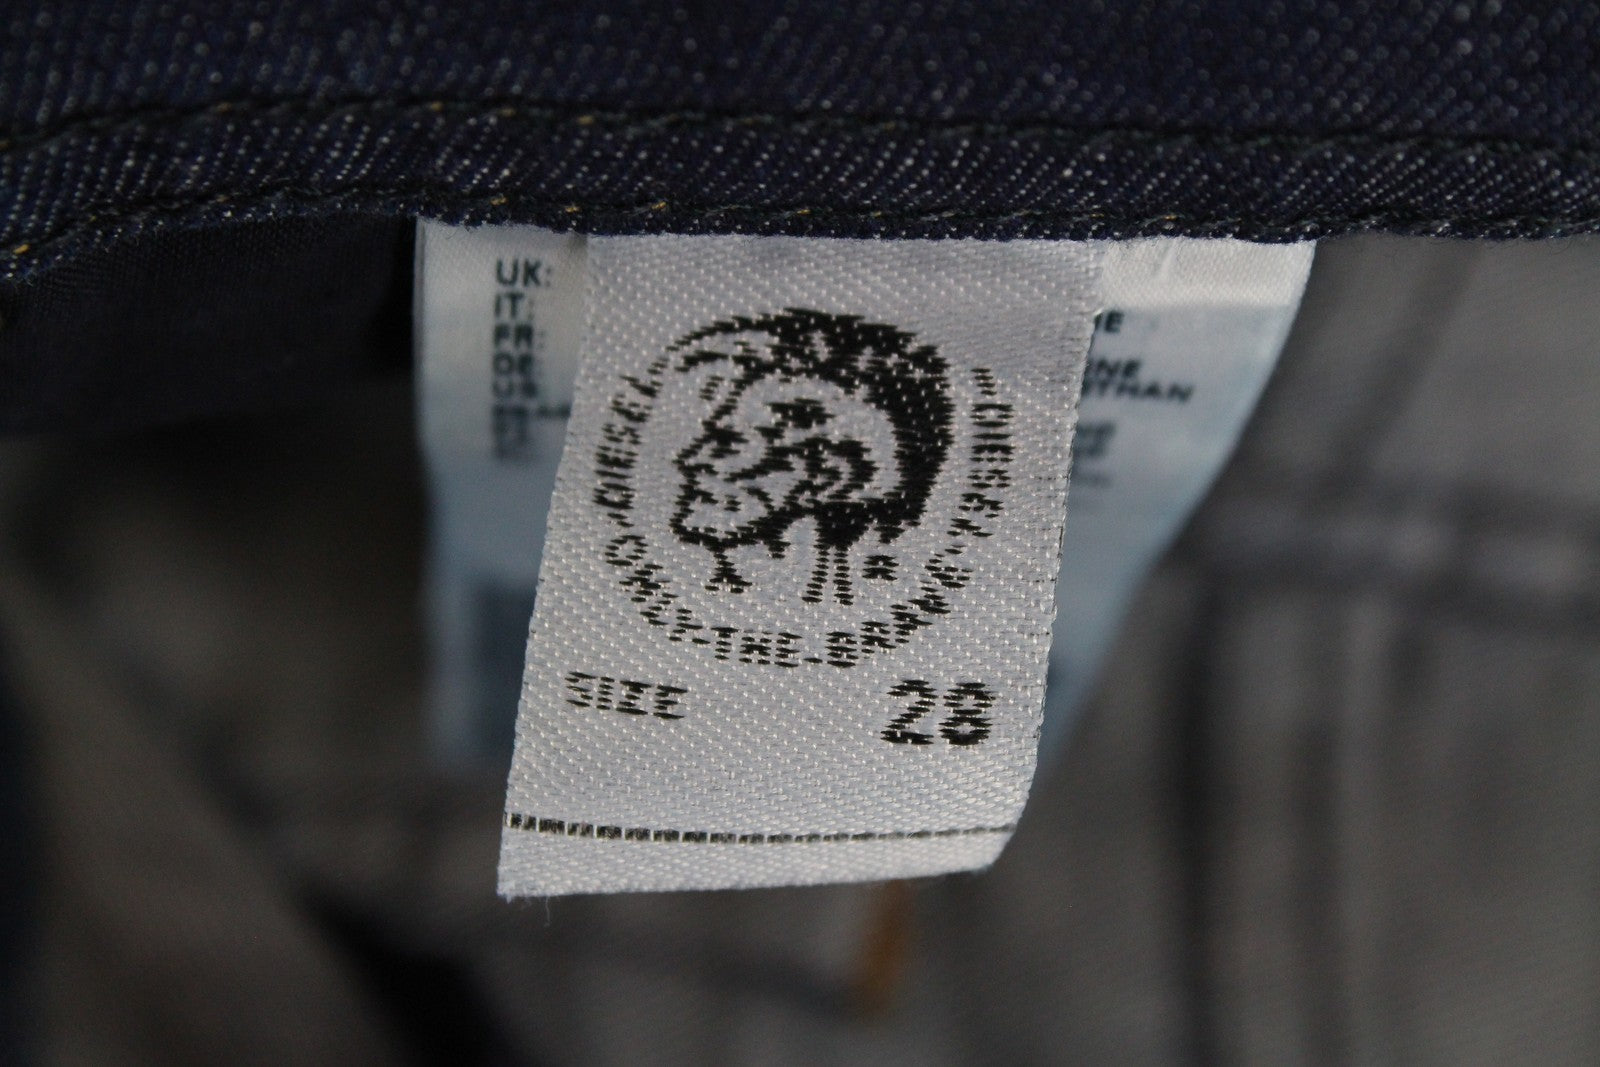 UK:
IT:
FR:
DE:
US:
DIESEL
DIESEL
ONLY-THE-BRAVE
SIZE 28